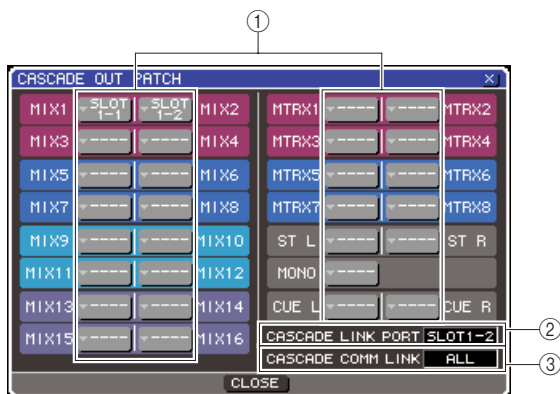 ①
CASCADE OUT PATCH ×
MIX1 SLOT 1-1 SLOT 1-2 MIX2 MTRX1 ---- ---- MTRX2
MIX3 ---- ---- MIX4 MTRX3 ---- ---- MTRX4
MIX5 ---- ---- MIX6 MTRX5 ---- ---- MTRX6
MIX7 ---- ---- MIX8 MTRX7 ---- ---- MTRX8
MIX9 ---- ---- MIX10 ST L ---- ---- ST R
MIX11 ---- ---- MIX12 MONO ----
MIX13 ---- ---- MIX14 CUE L ---- ---- CUE R
MIX15 ---- ---- MIX16 CASCADE LINK PORT SLOT1-2 ②
CASCADE COMM LINK ALL ③
CLOSE